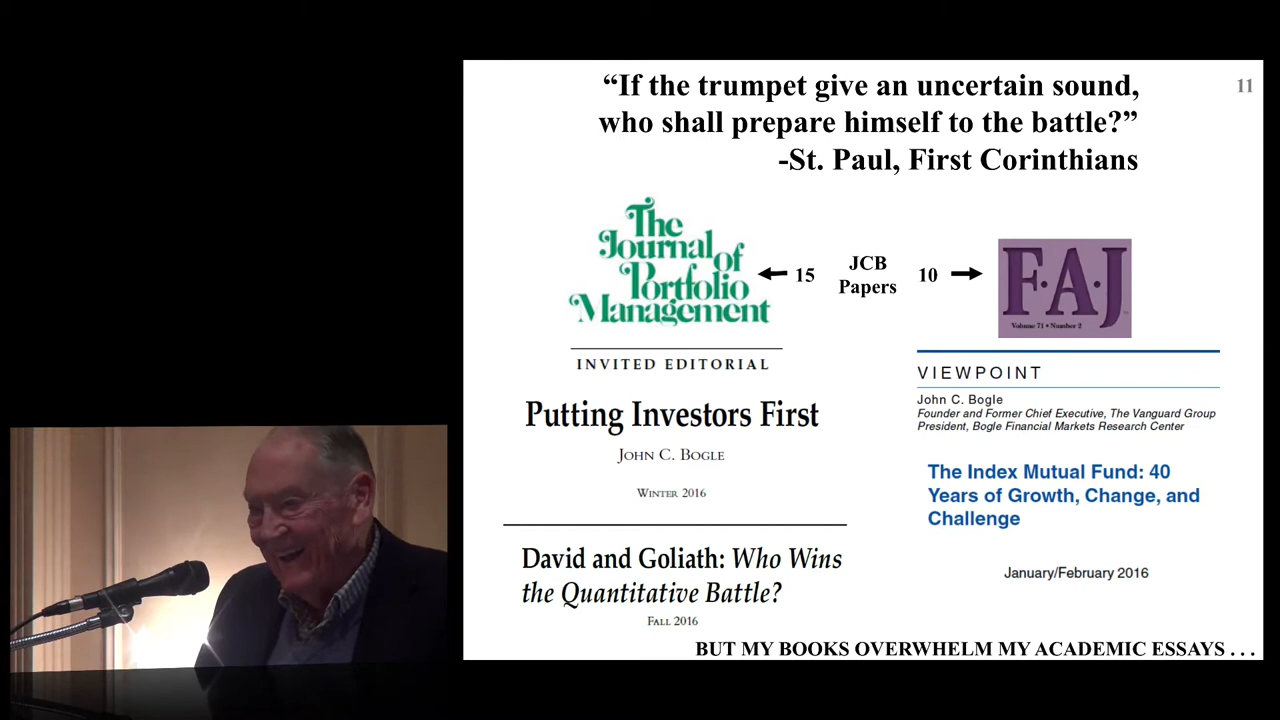 “If the trumpet give an uncertain sound,
who shall prepare himself to the battle?”
-St. Paul, First Corinthians
11
The
Journal of
Portfolio
Management
15
JCB
Papers
10
F·A·J
Volume 71 • Number 2
INVITED EDITORIAL
Putting Investors First
JOHN C. BOGLE
WINTER 2016
David and Goliath: Who Wins
the Quantitative Battle?
FALL 2016
VIEWPOINT
John C. Bogle
Founder and Former Chief Executive, The Vanguard Group
President, Bogle Financial Markets Research Center
The Index Mutual Fund: 40
Years of Growth, Change, and
Challenge
January/February 2016
BUT MY BOOKS OVERWHELM MY ACADEMIC ESSAYS . . .